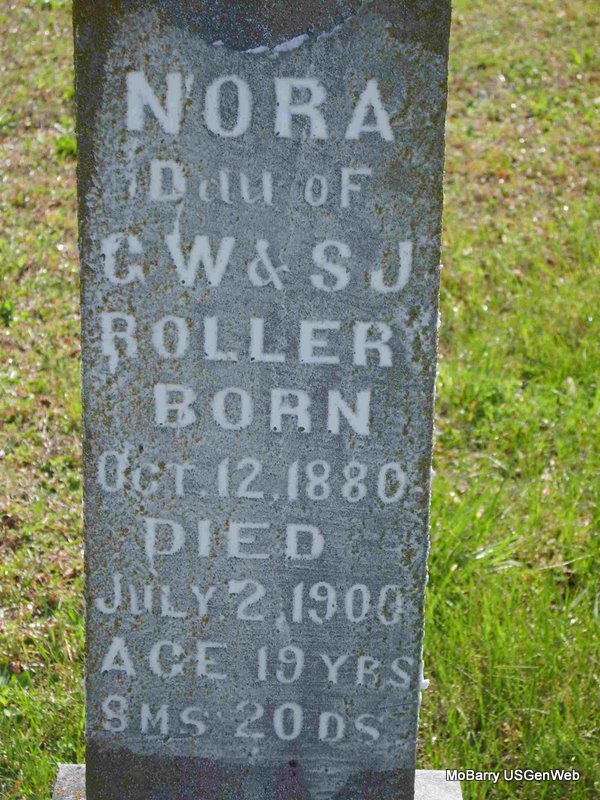 NORA
Dau OF
G W & S J
ROLLER
BORN
OCT. 12, 1880
DIED
JULY. 2, 1900
AGE 19 YRS
8 MS 20 DS
MoBarry USGenWeb